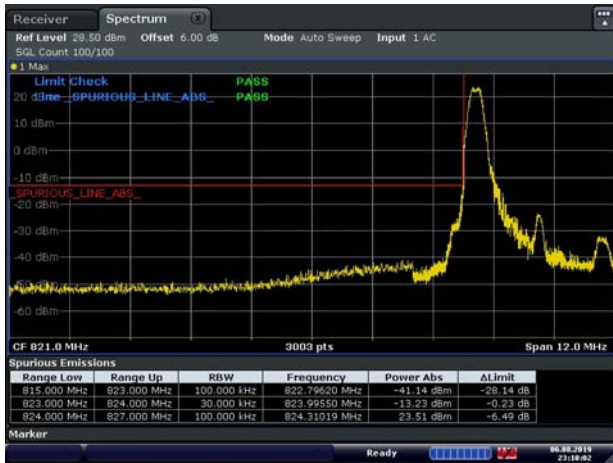 Receiver Spectrum
Ref Level 28.50 dBm Offset 6.00 dB Mode Auto Sweep Input 1 AC
SGL Count 100/100
1 Max
Limit Check PASS
20 dBm Line _SPURIOUS_LINE_ABS_ PASS
10 dBm
0 dBm
-10 dBm
_SPURIOUS_LINE_ABS_
-20 dBm
-30 dBm
-40 dBm
-50 dBm
-60 dBm
CF 821.0 MHz 3003 pts Span 12.0 MHz
Spurious Emissions
Range Low Range Up RBW Frequency Power Abs ΔLimit
815.000 MHz 823.000 MHz 100.000 kHz 822.79620 MHz -41.14 dBm -28.14 dB
823.000 MHz 824.000 MHz 30.000 kHz 823.99550 MHz -13.23 dBm -0.23 dB
824.000 MHz 827.000 MHz 100.000 kHz 824.31019 MHz 23.51 dBm -6.49 dB
Marker
Ready 06.08.2019
23:19:02